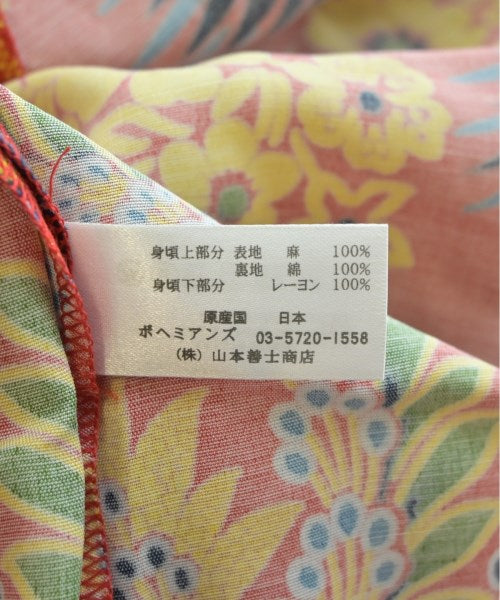 身頃上部分 表地 麻 100%
裏地 綿 100%
身頃下部分 レーヨン 100%
原産国 日本
ボヘミアンズ 03-5720-1558
(株) 山本善士商店